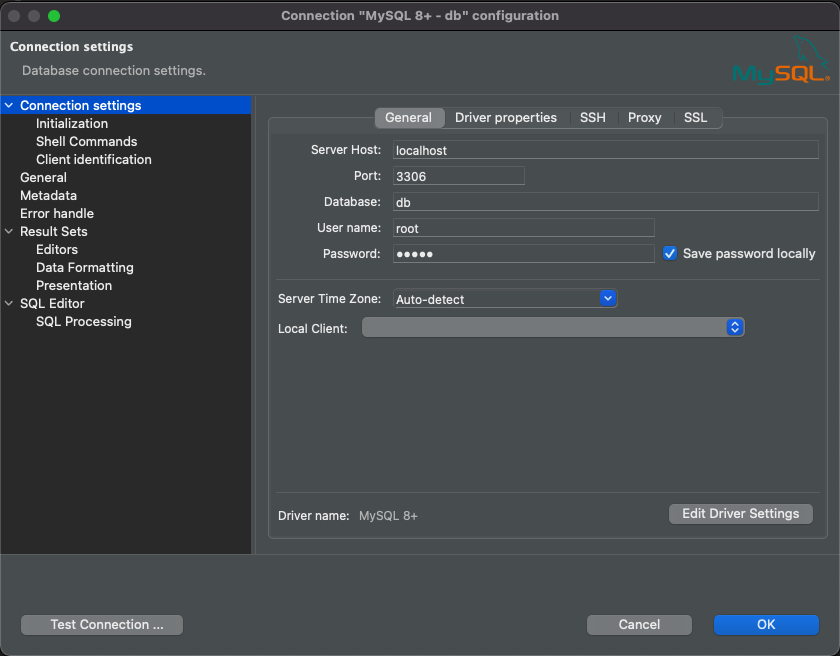 Connection "MySQL 8+ - db" configuration
Connection settings
Database connection settings.
MySQL
Connection settings
Initialization
Shell Commands
Client identification
General
Metadata
Error handle
Result Sets
Editors
Data Formatting
Presentation
SQL Editor
SQL Processing
General Driver properties SSH Proxy SSL
Server Host: localhost
Port: 3306
Database: db
User name: root
Password: •••••  Save password locally
Server Time Zone: Auto-detect
Local Client:
Driver name: MySQL 8+ Edit Driver Settings
Test Connection ... Cancel OK